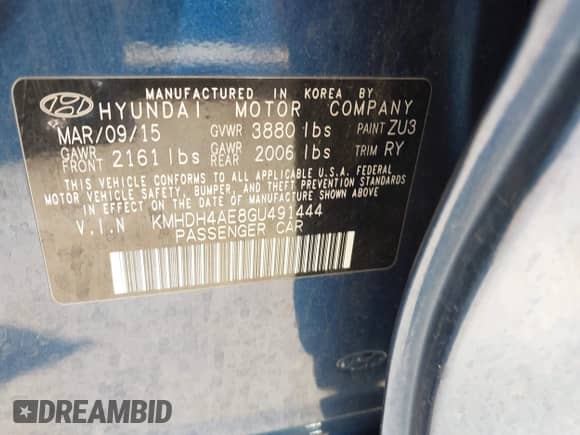 MANUFACTURED IN KOREA BY
HYUNDAI MOTOR COMPANY
MAR/09/15 GVWR 3880 lbs PAINT ZU3
GAWR FRONT 2161 lbs GAWR REAR 2006 lbs TRIM RY
THIS VEHICLE CONFORMS TO ALL APPLICABLE U.S.A. FEDERAL
MOTOR VEHICLE SAFETY, BUMPER, AND THEFT PREVENTION STANDARDS
IN EFFECT ON THE DATE OF MANUFACTURE SHOWN ABOVE
V.I.N KMHDH4AE8GU491444
PASSENGER CAR
DREAMBID